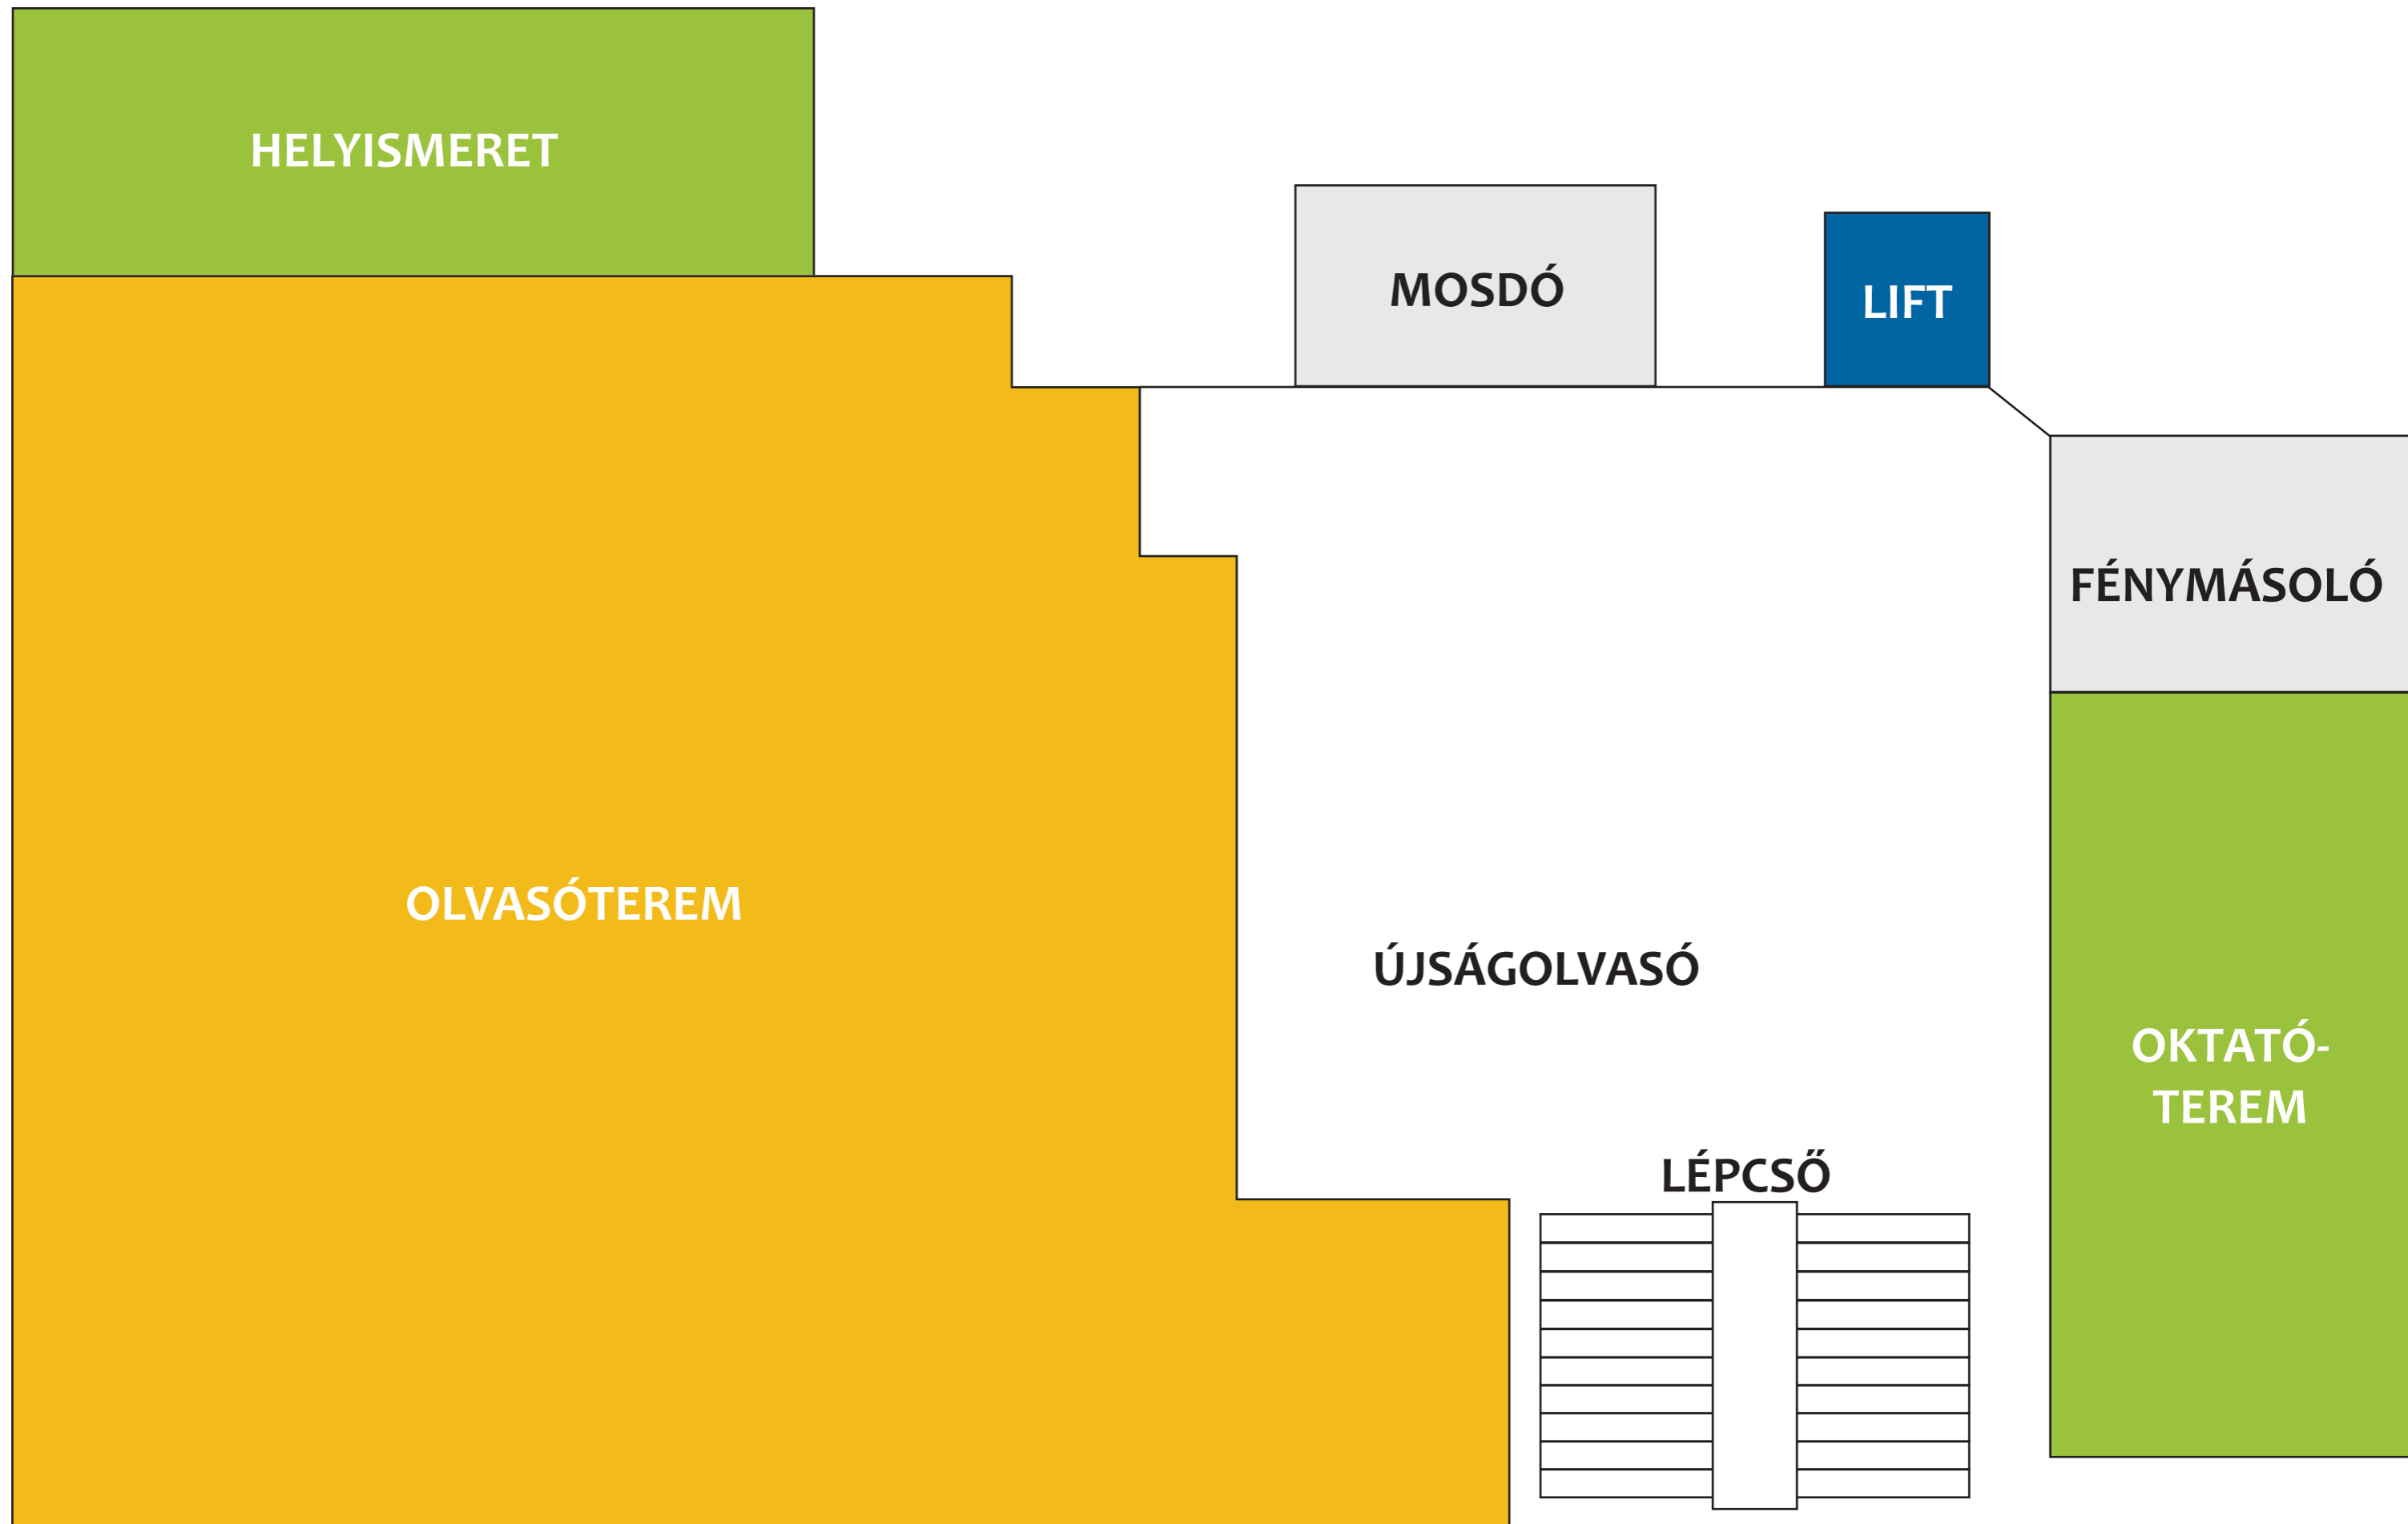 HELYISMERET
MOSDÓ
LIFT
FÉNYMÁSOLÓ
OLVASÓTEREM
ÚJSÁGOLVASÓ
OKTATÓ-
TEREM
LÉPCSŐ